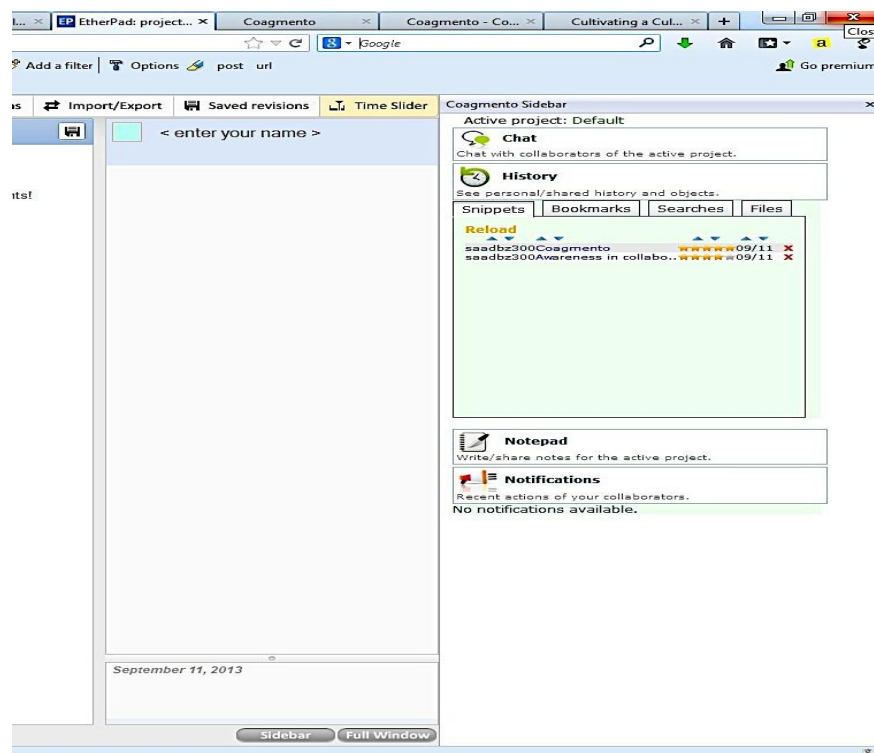 l... × EP EtherPad: project... × Coagmento × Coagmento - Co... × Cultivating a Cul... × +
Clos
8 Google a
Add a filter Options post url Go premium
ns Import/Export Saved revisions Time Slider
< enter your name >
nts!
September 11, 2013
Sidebar Full Window
Coagmento Sidebar ×
Active project: Default
Chat
Chat with collaborators of the active project.
History
See personal/shared history and objects.
Snippets Bookmarks Searches Files
Reload
saadbz300Coagmento 09/11 X
saadbz300Awareness in collabo.. 09/11 X
Notepad
Write/share notes for the active project.
Notifications
Recent actions of your collaborators.
No notifications available.